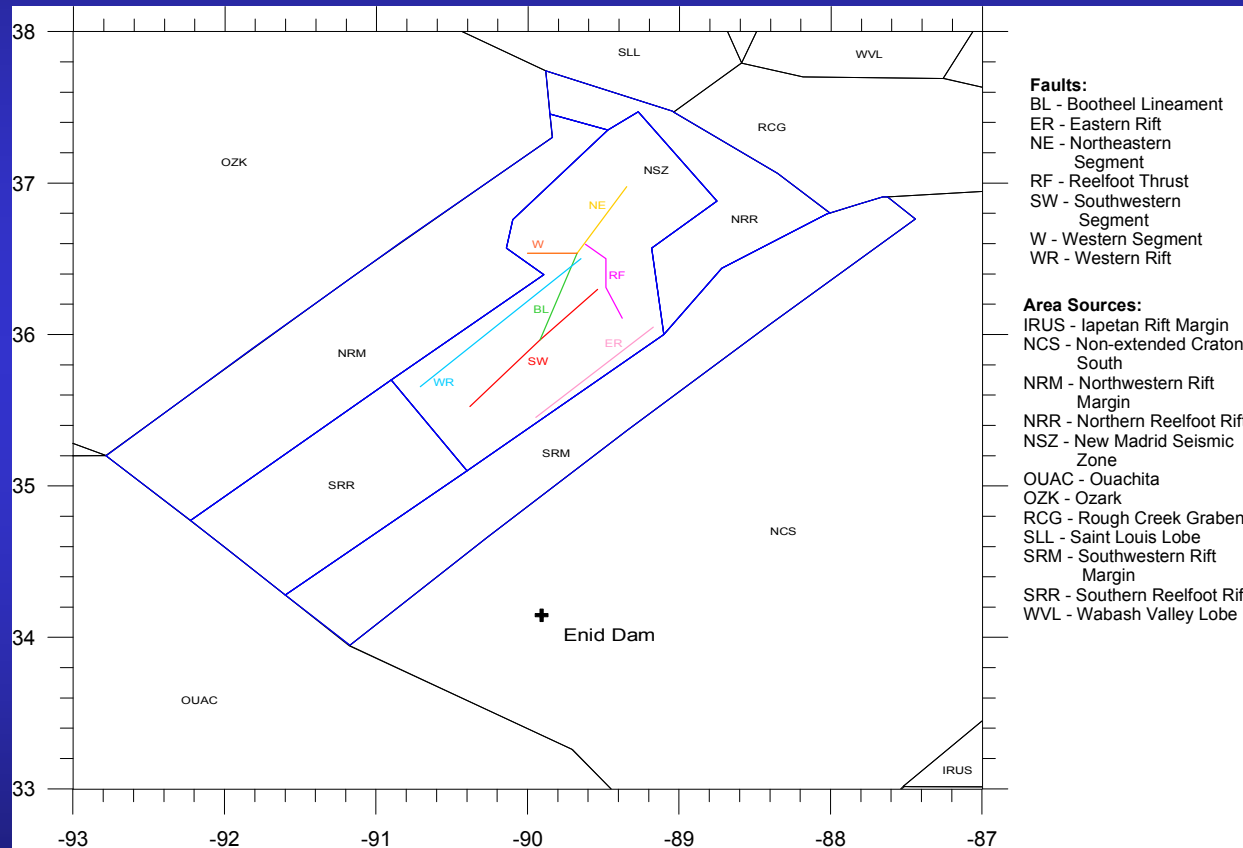 38
37
36
35
34
33
-93
-92
-91
-90
-89
-88
-87
SLL
WVL
RCG
OZK
NSZ
NE
NRR
W
RF
BL
ER
NRM
SW
WR
SRM
SRR
NCS
Enid Dam
OUAC
IRUS
Faults:
BL - Bootheel Lineament
ER - Eastern Rift
NE - Northeastern
Segment
RF - Reelfoot Thrust
SW - Southwestern
Segment
W - Western Segment
WR - Western Rift
Area Sources:
IRUS - Iapetan Rift Margin
NCS - Non-extended Craton
South
NRM - Northwestern Rift
Margin
NRR - Northern Reelfoot Rift
NSZ - New Madrid Seismic
Zone
OUAC - Ouachita
OZK - Ozark
RCG - Rough Creek Graben
SLL - Saint Louis Lobe
SRM - Southwestern Rift
Margin
SRR - Southern Reelfoot Rif
WVL - Wabash Valley Lobe